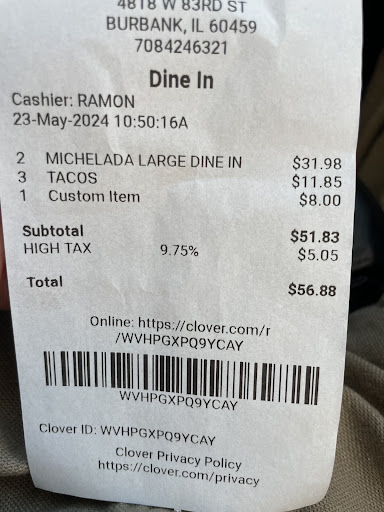 4818 W 83RD ST
BURBANK, IL 60459
7084246321
Dine In
Cashier: RAMON
23-May-2024 10:50:16A
2 MICHELADA LARGE DINE IN $31.98
3 TACOS $11.85
1 Custom Item $8.00
Subtotal $51.83
HIGH TAX 9.75% $5.05
Total $56.88
Online: https://clover.com/r
/WVHPGXPQ9YCAY
WVHPGXPQ9YCAY
Clover ID: WVHPGXPQ9YCAY
Clover Privacy Policy
https://clover.com/privacy